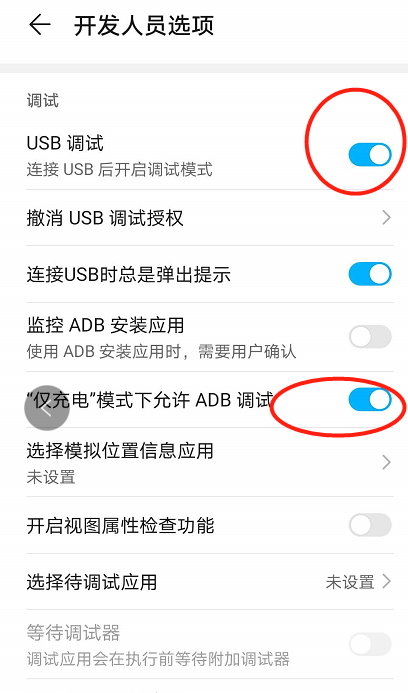 开发人员选项
调试
USB 调试
连接 USB 后开启调试模式
撤消 USB 调试授权
连接USB时总是弹出提示
监控 ADB 安装应用
使用 ADB 安装应用时，需要用户确认
“仅充电”模式下允许 ADB 调试
选择模拟位置信息应用
未设置
开启视图属性检查功能
选择待调试应用 未设置
等待调试器
调试应用会在执行前等待附加调试器